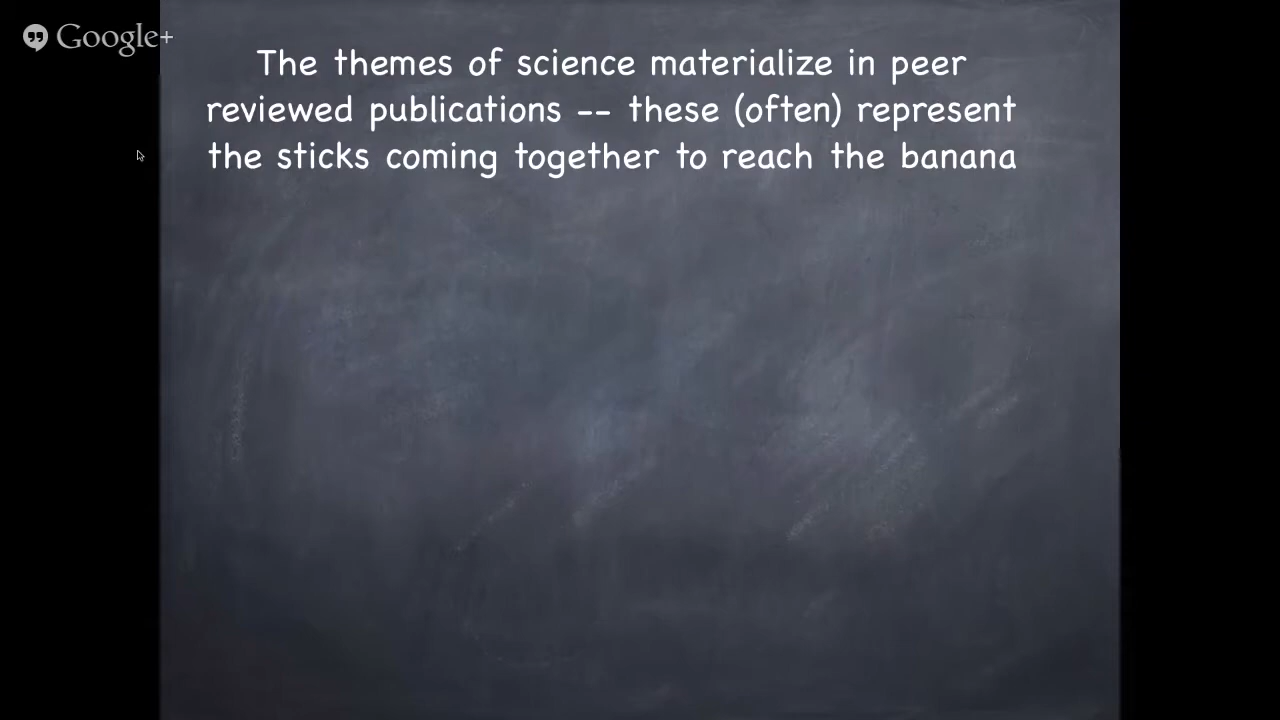 Google+
The themes of science materialize in peer
reviewed publications -- these (often) represent
the sticks coming together to reach the banana